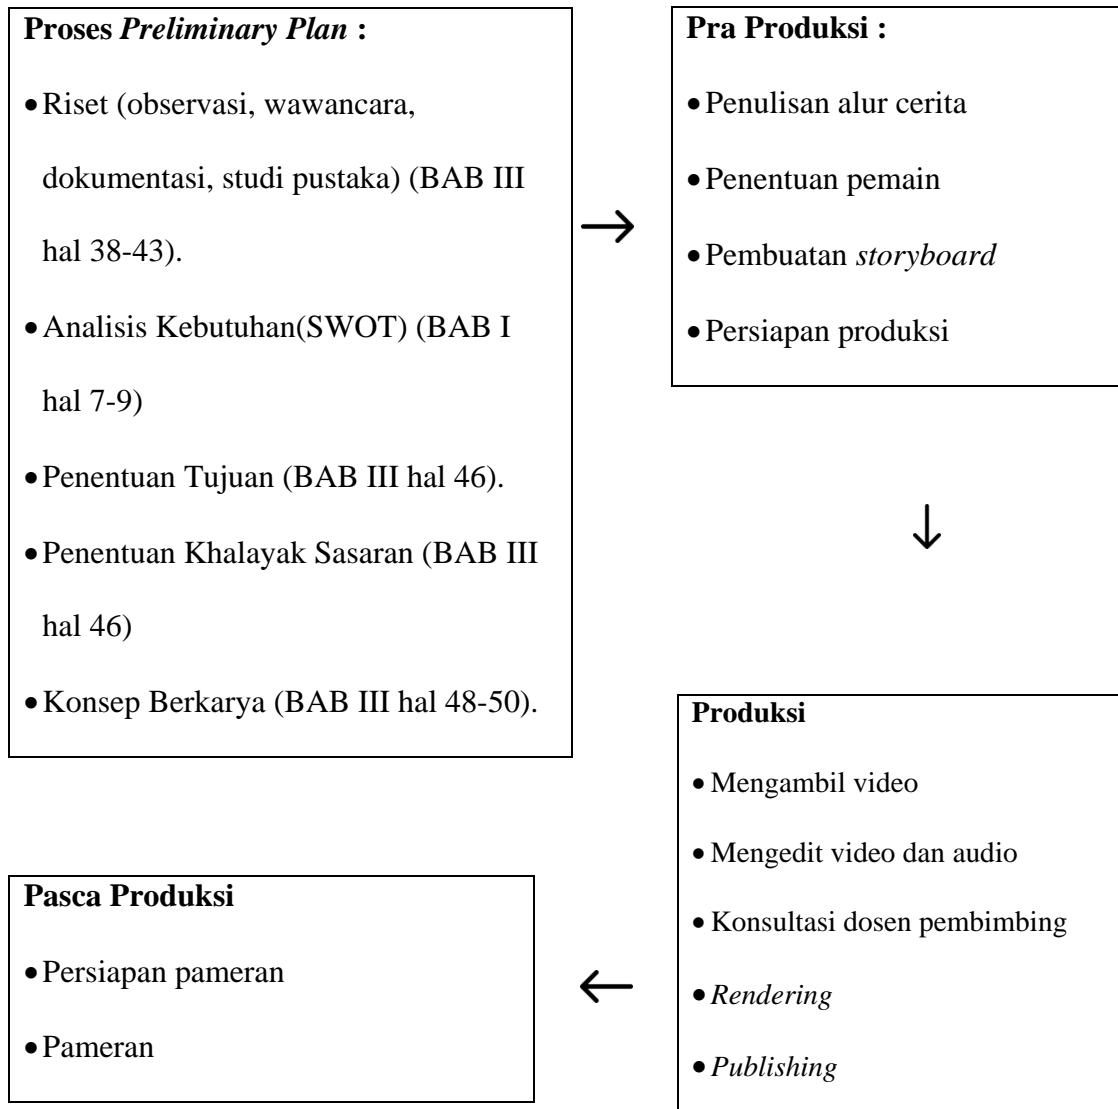 Proses Preliminary Plan :
•Riset (observasi, wawancara,
dokumentasi, studi pustaka) (BAB III
hal 38-43).
•Analisis Kebutuhan(SWOT) (BAB I
hal 7-9)
•Penentuan Tujuan (BAB III hal 46).
•Penentuan Khalayak Sasaran (BAB III
hal 46)
•Konsep Berkarya (BAB III hal 48-50).
Pra Produksi :
•Penulisan alur cerita
•Penentuan pemain
•Pembuatan storyboard
•Persiapan produksi
Produksi
•Mengambil video
•Mengedit video dan audio
•Konsultasi dosen pembimbing
•Rendering
•Publishing
Pasca Produksi
•Persiapan pameran
•Pameran